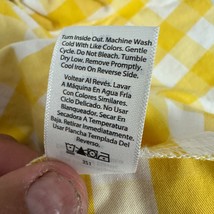 Turn Inside Out. Machine Wash
Cold With Like Colors. Gentle
Cycle. Do Not Bleach. Tumble
Dry Low. Remove Promptly.
Cool Iron On Reverse Side.
Voltear Al Revés. Lavar
A Máquina En Agua Fría
Con Colores Similares.
Ciclo Delicado. No Usar
Blanqueador. Secar En
Secadora A Temperatura
Baja. Retirar Inmediatamente.
Usar Plancha Templada Del
Reverso.